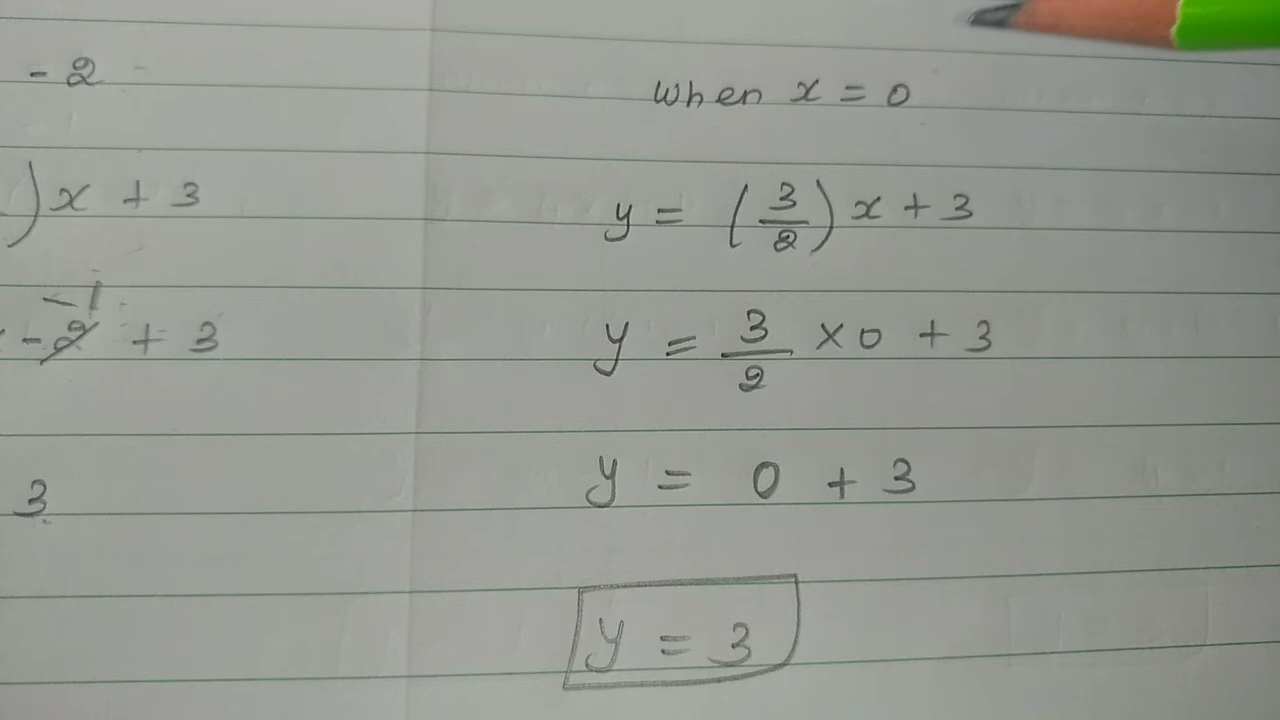 - 2
)x + 3
-1
-2 + 3
3
when x = 0
y = (3/2)x + 3
y = 3/2 × 0 + 3
y = 0 + 3
y = 3